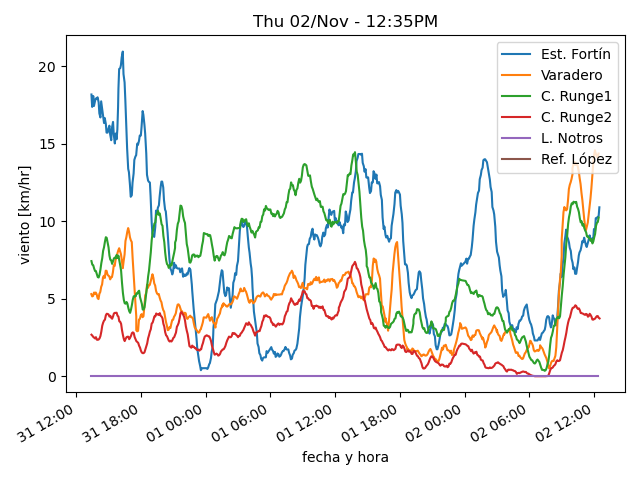 Thu 02/Nov - 12:35PM
Est. Fortín
Varadero
C. Runge1
C. Runge2
L. Notros
Ref. López
viento [km/hr]
20
15
10
5
0
31 12:00
31 18:00
01 00:00
01 06:00
01 12:00
01 18:00
02 00:00
02 06:00
02 12:00
fecha y hora